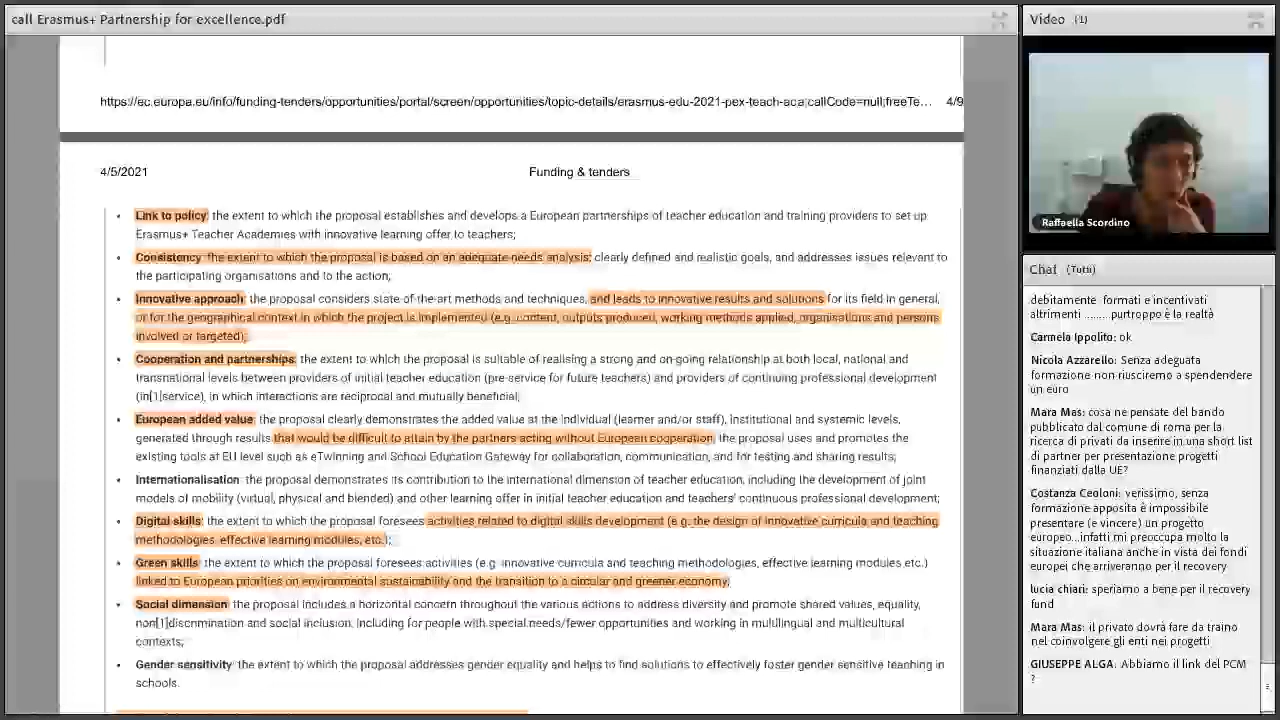 call Erasmus+ Partnership for excellence.pdf
https://ec.europa.eu/info/funding-tenders/opportunities/portal/screen/opportunities/topic-details/erasmus-edu-2021-pex-teach-aca;callCode=null;freeTe… 4/9
4/5/2021 Funding & tenders
• Link to policy: the extent to which the proposal establishes and develops a European partnerships of teacher education and training providers to set up
Erasmus+ Teacher Academies with innovative learning offer to teachers;
• Consistency: the extent to which the proposal is based on an adequate needs analysis; clearly defined and realistic goals, and addresses issues relevant to
the participating organisations and to the action;
• Innovative approach: the proposal considers state-of-the-art methods and techniques, and leads to innovative results and solutions for its field in general,
or for the geographical context in which the project is implemented (e.g. content, outputs produced, working methods applied, organisations and persons
involved or targeted);
• Cooperation and partnerships: the extent to which the proposal is suitable of realising a strong and on-going relationship at both local, national and
transnational levels between providers of initial teacher education (pre-service for future teachers) and providers of continuing professional development
(in[1]service), in which interactions are reciprocal and mutually beneficial;
• European added value: the proposal clearly demonstrates the added value at the individual (learner and/or staff), institutional and systemic levels,
generated through results that would be difficult to attain by the partners acting without European cooperation; the proposal uses and promotes the
existing tools at EU level such as eTwinning and School Education Gateway for collaboration, communication, and for testing and sharing results;
• Internationalisation: the proposal demonstrates its contribution to the international dimension of teacher education, including the development of joint
models of mobility (virtual, physical and blended) and other learning offer in initial teacher education and teachers' continuous professional development;
• Digital skills: the extent to which the proposal foresees activities related to digital skills development (e.g. the design of innovative curricula and teaching
methodologies, effective learning modules, etc.);
• Green skills: the extent to which the proposal foresees activities (e.g. innovative curricula and teaching methodologies, effective learning modules etc.)
linked to European priorities on environmental sustainability and the transition to a circular and greener economy;
• Social dimension: the proposal includes a horizontal concern throughout the various actions to address diversity and promote shared values, equality,
non[1]discrimination and social inclusion, including for people with special needs/fewer opportunities and working in multilingual and multicultural
contexts;
• Gender sensitivity: the extent to which the proposal addresses gender equality and helps to find solutions to effectively foster gender sensitive teaching in
schools.
Video (1)
Raffaella Scordino
Chat (Tutti)
debitamente formati e incentivati
altrimenti ........purtroppo è la realtà
Carmela Ippolito: ok
Nicola Azzarello: Senza adeguata
formazione non riusciremo a spendendere
un euro
Mara Mas: cosa ne pensate del bando
pubblicato dal comune di roma per la
ricerca di privati da inserire in una short list
di partner per presentazione progetti
finanziati dalla UE?
Costanza Ceoloni: verissimo, senza
formazione apposita è impossibile
presentare (e vincere) un progetto
europeo...infatti mi preoccupa molto la
situazione italiana anche in vista dei fondi
europei che arriveranno per il recovery
lucia chiari: speriamo a bene per il recovery
fund
Mara Mas: il privato dovrà fare da traino
nel coinvolgere gli enti nei progetti
GIUSEPPE ALGA: Abbiamo il link del PCM
?